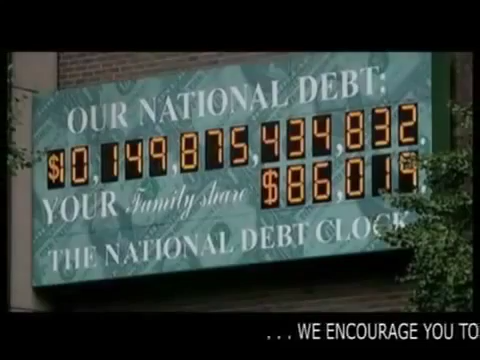 OUR NATIONAL DEBT:
$10,149,875,434,832.
YOUR Family share $86,019.
THE NATIONAL DEBT CLOCK
... WE ENCOURAGE YOU TO